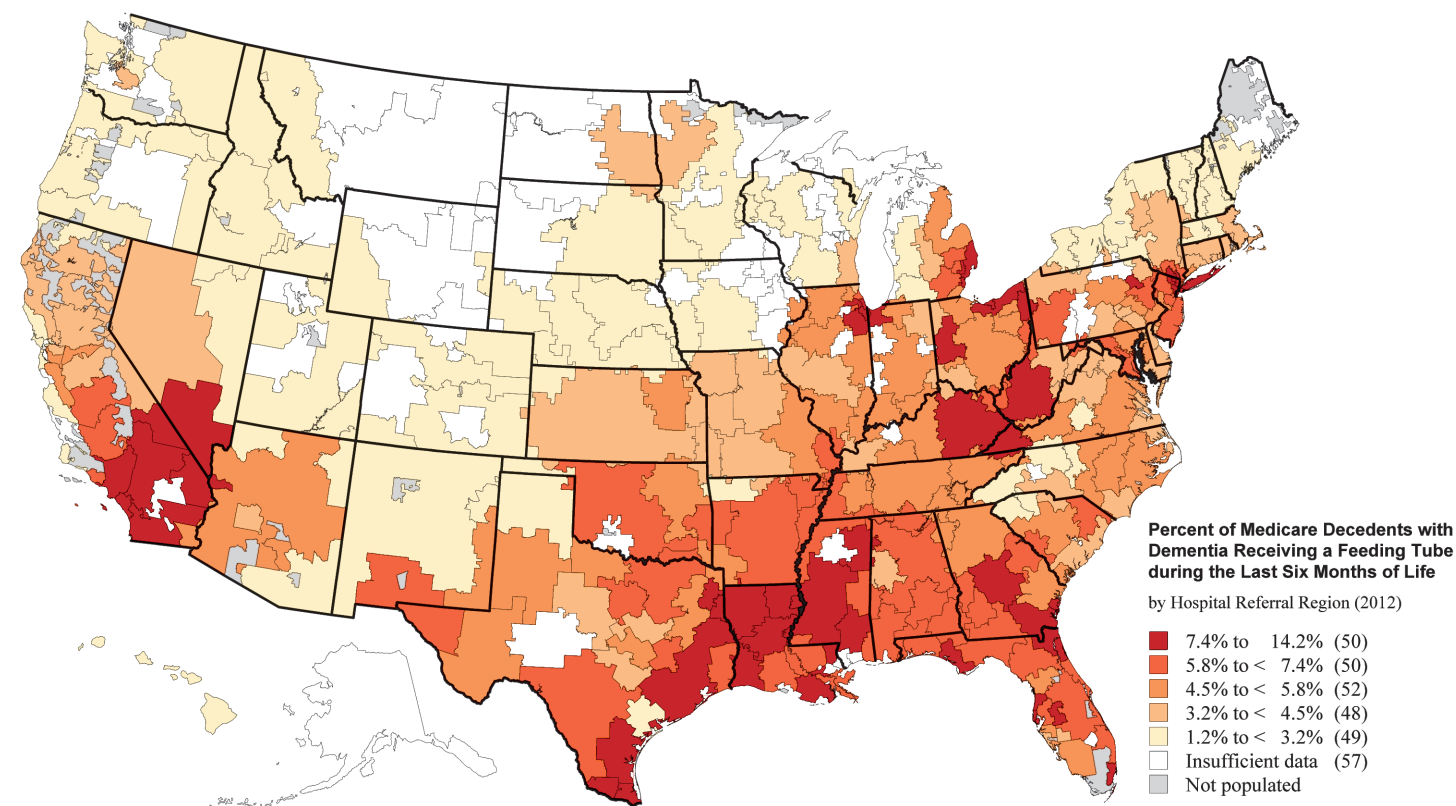 Percent of Medicare Decedents with
Dementia Receiving a Feeding Tube
during the Last Six Months of Life
by Hospital Referral Region (2012)
7.4% to 14.2% (50)
5.8% to < 7.4% (50)
4.5% to < 5.8% (52)
3.2% to < 4.5% (48)
1.2% to < 3.2% (49)
Insufficient data (57)
Not populated